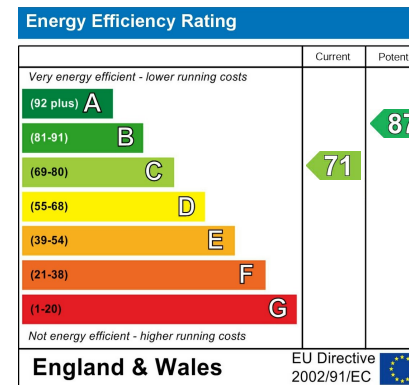 Energy Efficiency Rating
Current Poten
Very energy efficient - lower running costs
(92 plus) A
(81-91) B
87
(69-80) C
71
(55-68) D
(39-54) E
(21-38) F
(1-20) G
Not energy efficient - higher running costs
England & Wales
EU Directive
2002/91/EC